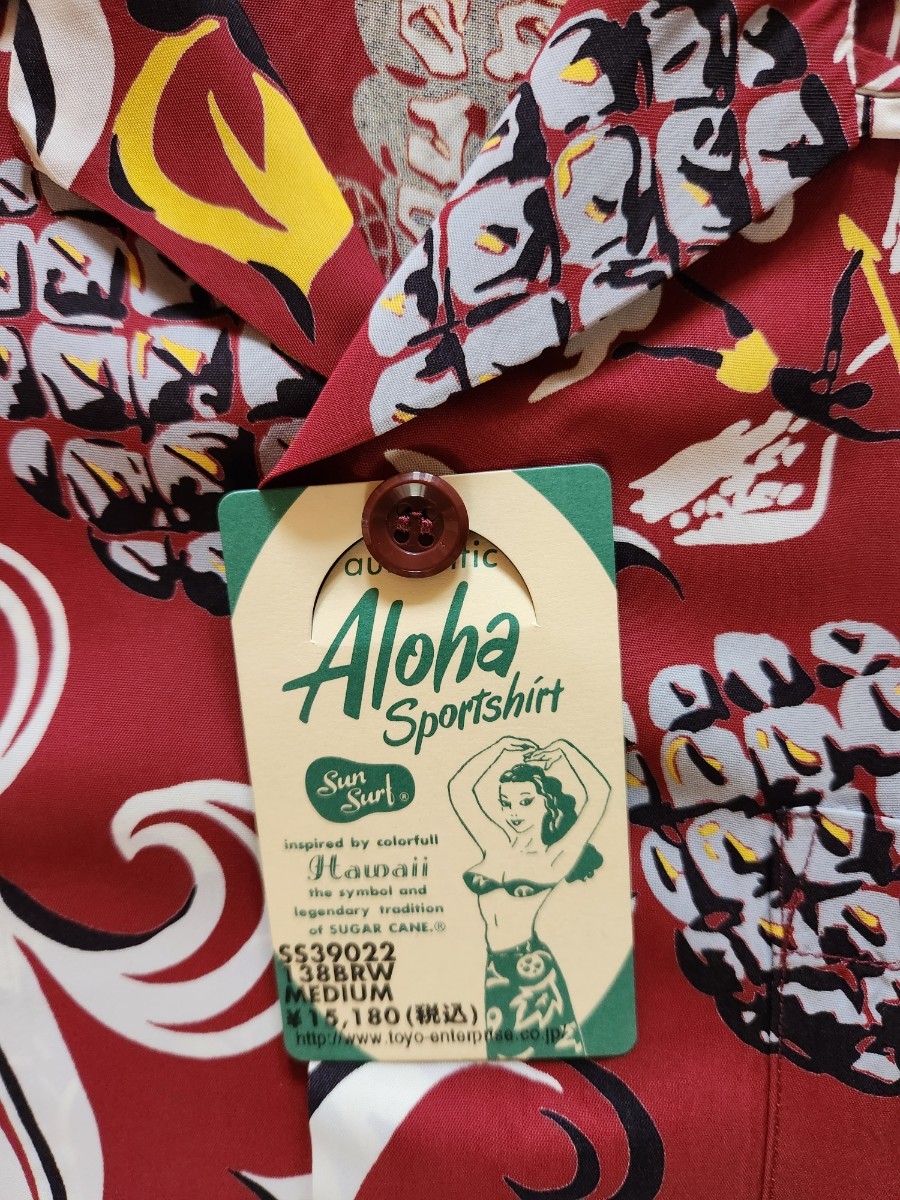 Aloha
Sportshirt
Sun
Surf®
inspired by colorfull
Hawaii
the symbol and
legendary tradition
of SUGAR CANE.®
SS39022
138BRW
MEDIUM
¥15,180(税込)
http://www.toyo-enterprise.co.jp/